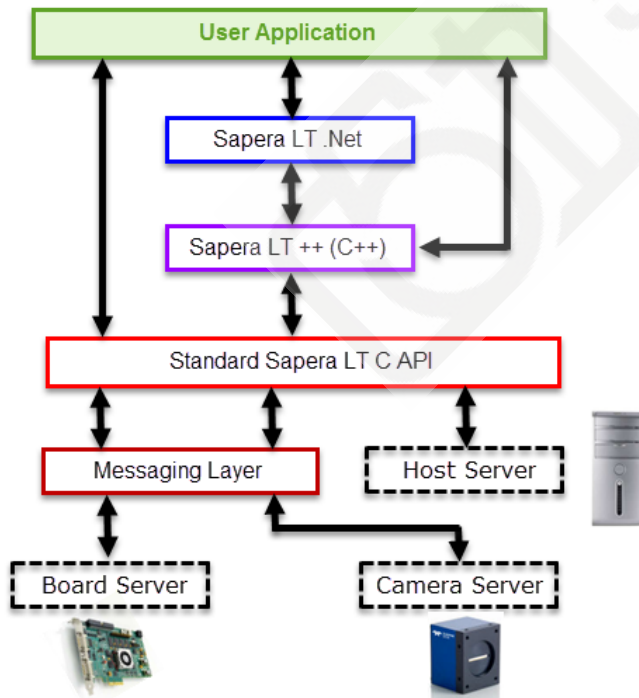 User Application
Sapera LT .Net
Sapera LT ++ (C++)
Standard Sapera LT C API
Messaging Layer
Host Server
Board Server
Camera Server